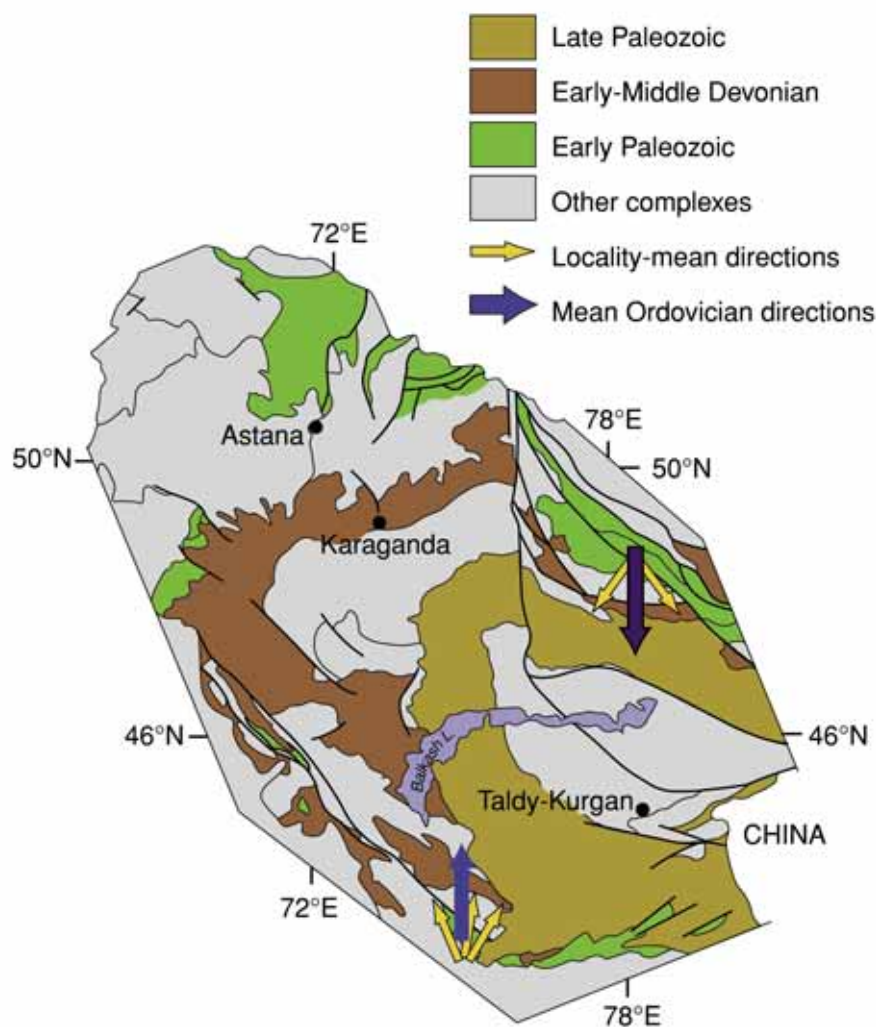 Late Paleozoic
Early-Middle Devonian
Early Paleozoic
Other complexes
Locality-mean directions
Mean Ordovician directions
72°E
78°E
50°N
50°N
Astana
Karaganda
46°N
46°N
Balkash L.
Taldy-Kurgan
CHINA
72°E
78°E